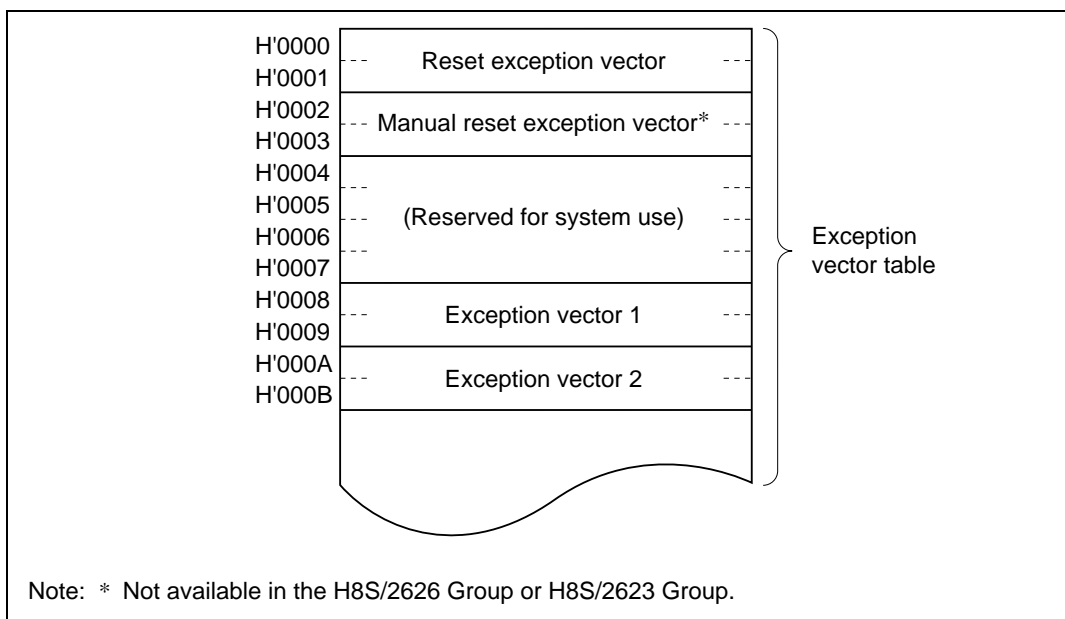 H'0000
H'0001
Reset exception vector
H'0002
H'0003
Manual reset exception vector*
H'0004
H'0005
H'0006
H'0007
(Reserved for system use)
H'0008
H'0009
Exception vector 1
H'000A
H'000B
Exception vector 2
Exception
vector table
Note: * Not available in the H8S/2626 Group or H8S/2623 Group.